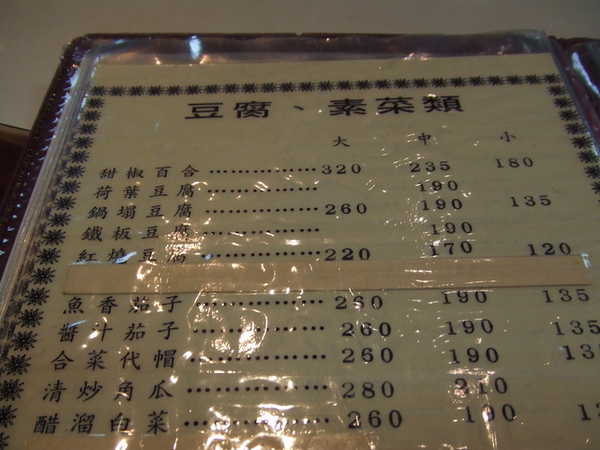 豆腐、素菜類
大 中 小
甜椒百合 320 235 180
荷葉豆腐 190
鍋塌豆腐 260 190 135
鐵板豆腐 190
紅燒豆腐 220 170 120
魚香茄子 260 190 135
醬汁茄子 260 190 135
合菜代帽 260 190
清炒角瓜 280 210
醋溜白菜 260 190